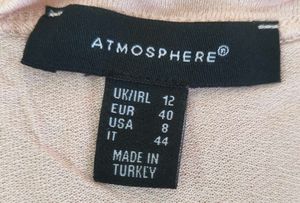 ATMOSPHERE®
UK/IRL 12
EUR 40
USA 8
IT 44
MADE IN
TURKEY